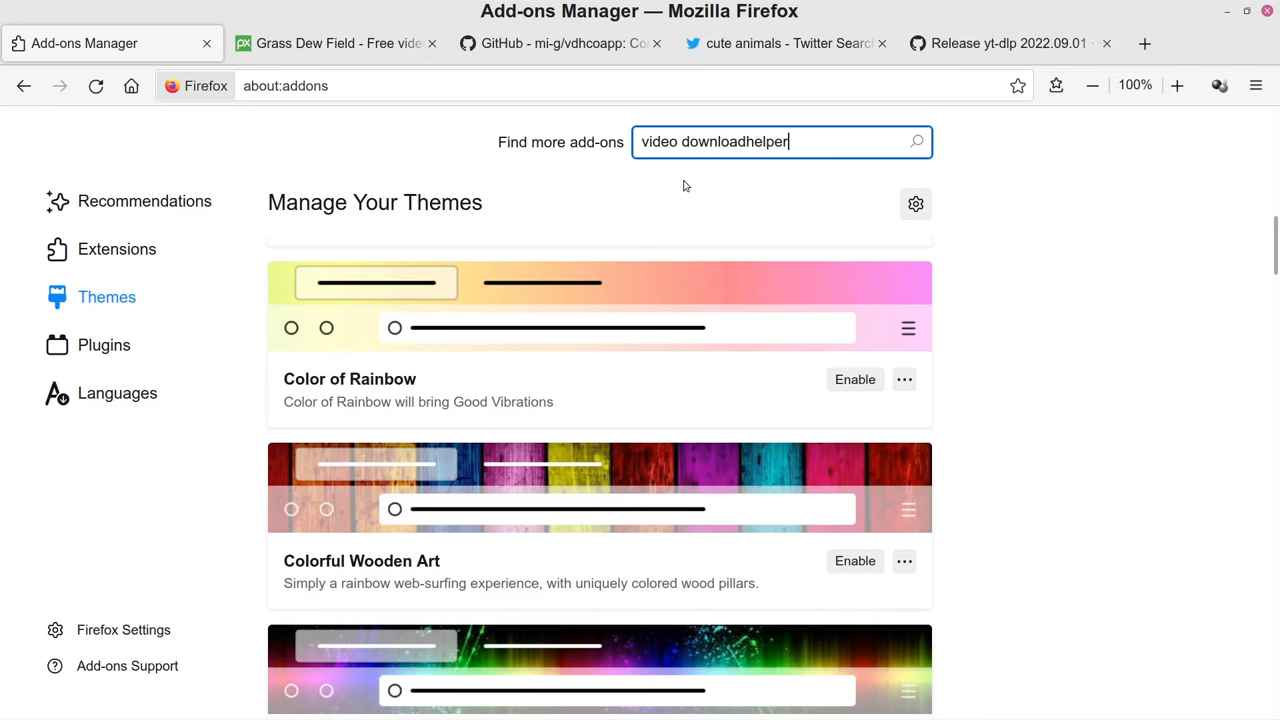 Add-ons Manager — Mozilla Firefox
Add-ons Manager
Grass Dew Field - Free vide
GitHub - mi-g/vdhcoapp: Co
cute animals - Twitter Searc
Release yt-dlp 2022.09.01 ·
Firefox
about:addons
100%
Find more add-ons
video downloadhelper
Recommendations
Extensions
Themes
Plugins
Languages
Firefox Settings
Add-ons Support
Manage Your Themes
Color of Rainbow
Enable
Color of Rainbow will bring Good Vibrations
Colorful Wooden Art
Enable
Simply a rainbow web-surfing experience, with uniquely colored wood pillars.